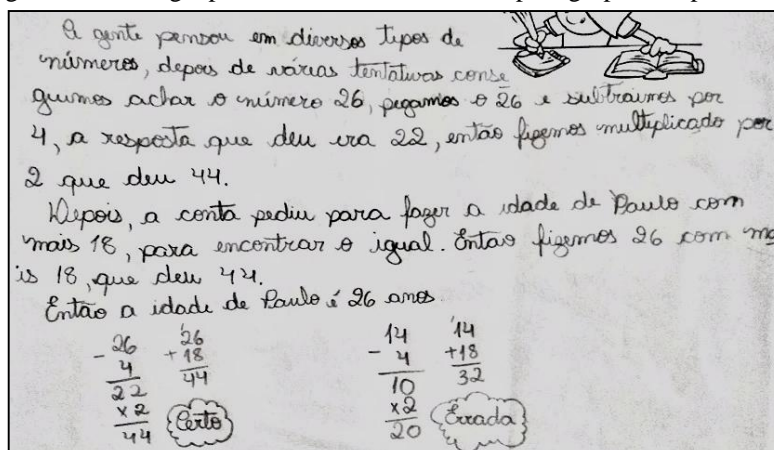 A gente pensou em diversos tipos de
números, depois de várias tentativas conse
guimos achar o número 26, pegamos o 26 e subtraimos por
4, a resposta que deu era 22, então fizemos multiplicado por
2 que deu 44.
Depois, a conta pediu para fazer a idade de Paulo com
mais 18, para encontrar o igual. Então fizemos 26 com ma
is 18, que deu 44.
Então a idade de Paulo é 26 anos.
- 26 ¹26 14 ¹14
4 + 18 - 4 + 18
22 44 10 32
x 2 Certo x 2 Errada
44 20